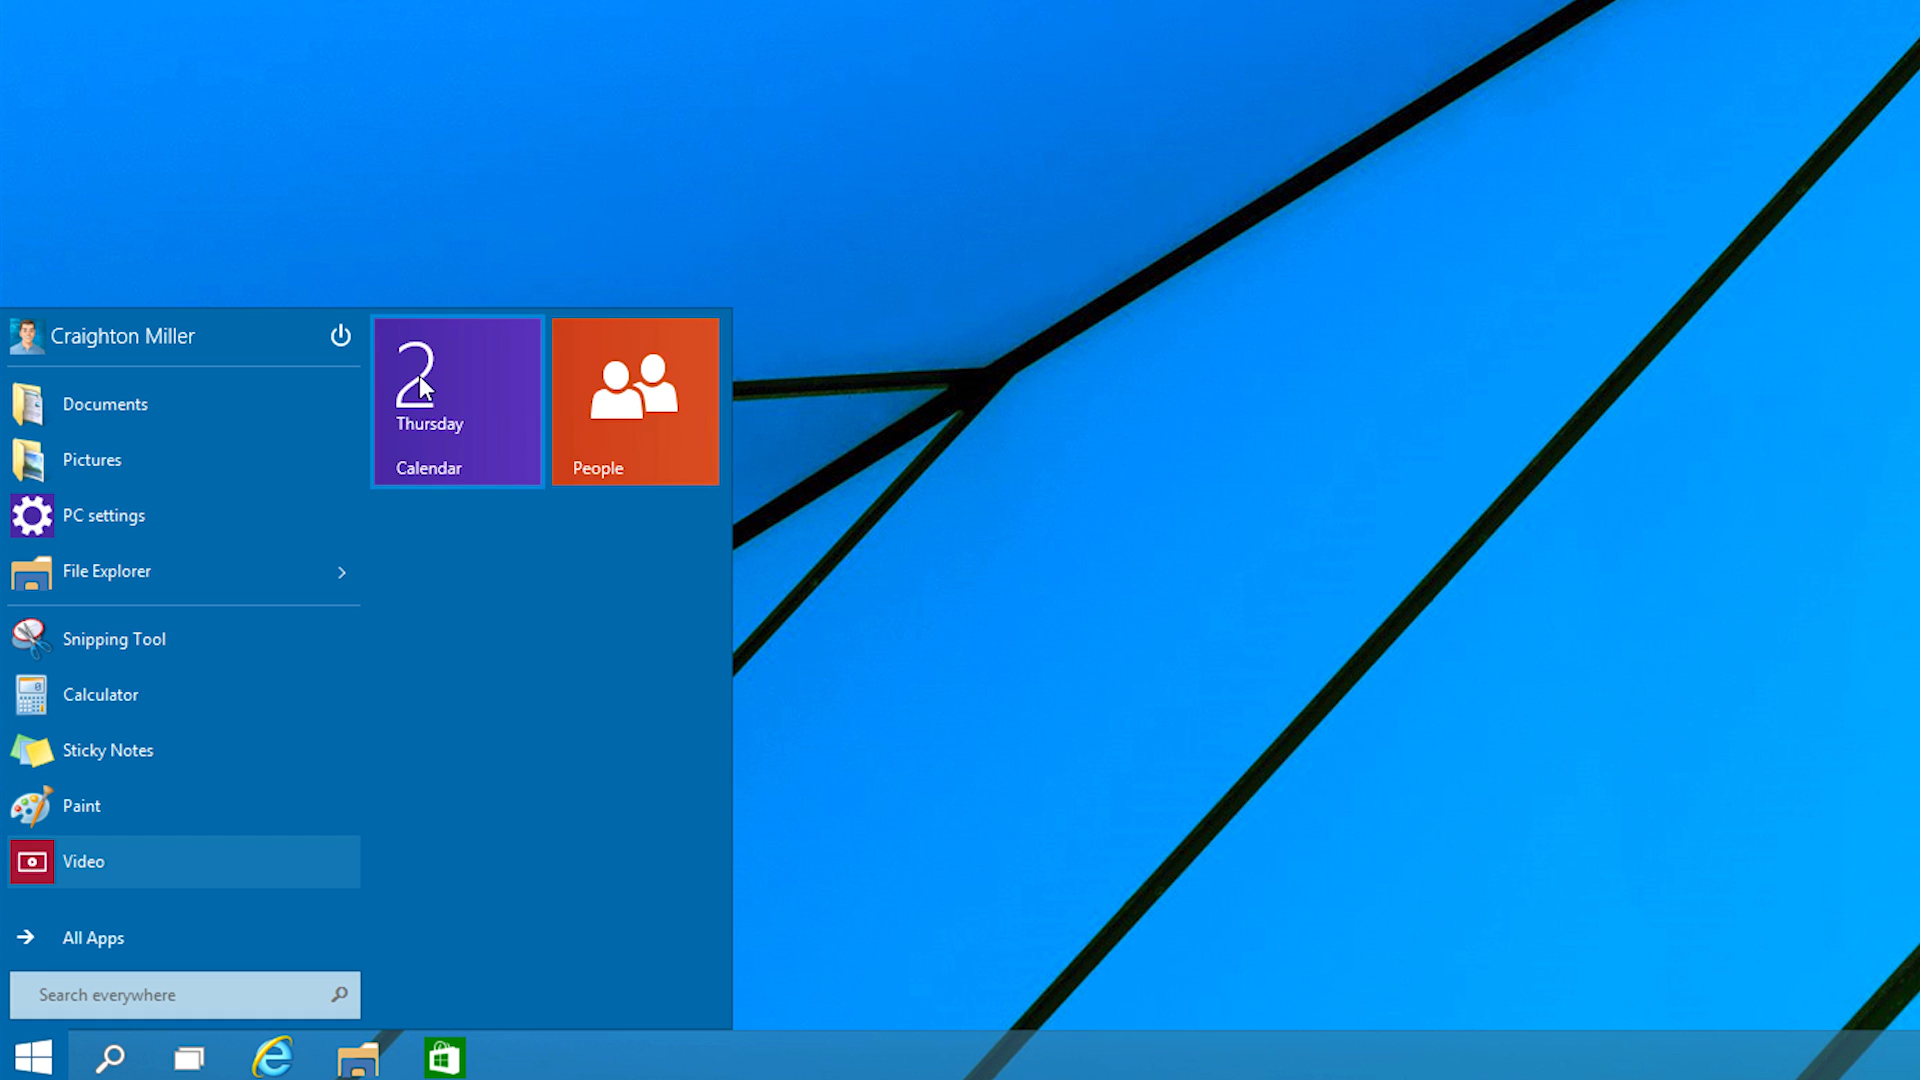 Craighton Miller
Documents
Pictures
PC settings
File Explorer
Snipping Tool
Calculator
Sticky Notes
Paint
Video
All Apps
Search everywhere
2
Thursday
Calendar
People